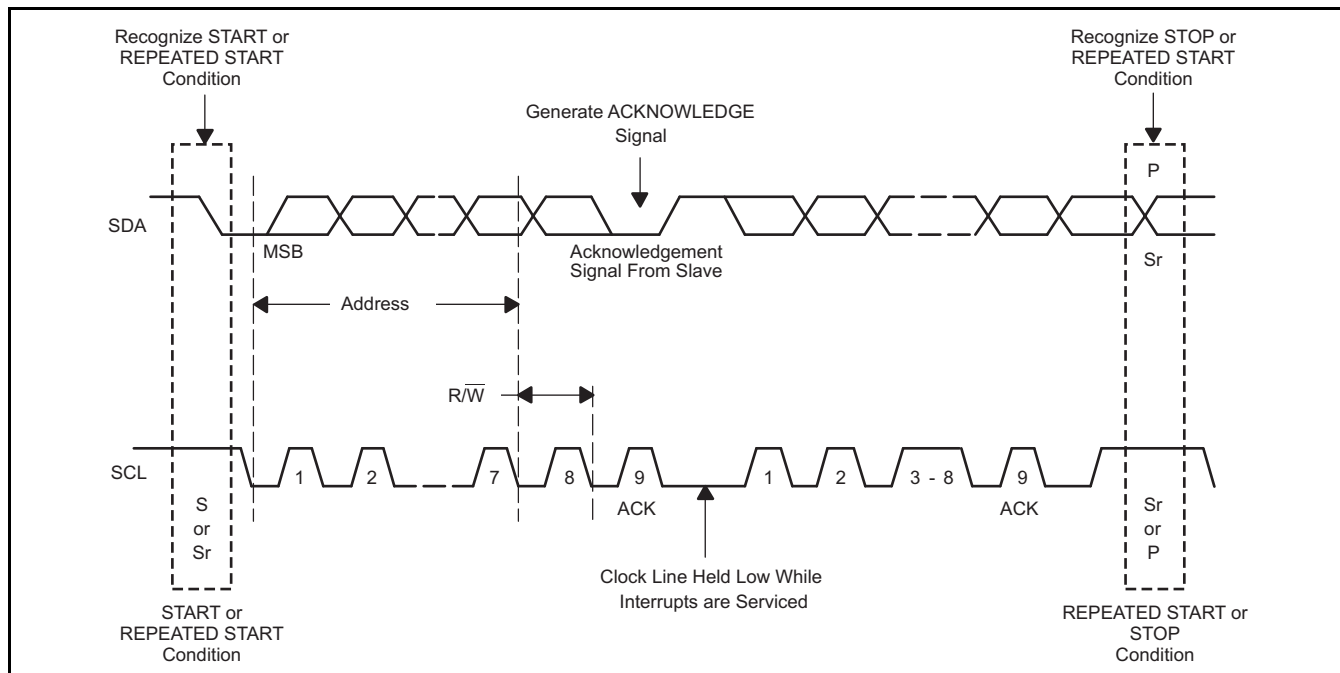 Recognize START or
REPEATED START
Condition
Recognize STOP or
REPEATED START
Condition
Generate ACKNOWLEDGE
Signal
P
SDA
MSB
Acknowledgement
Signal From Slave
Sr
Address
R/W̅
SCL
1
2
7
8
9
1
2
3 - 8
9
ACK
ACK
S
or
Sr
Sr
or
P
Clock Line Held Low While
Interrupts are Serviced
START or
REPEATED START
Condition
REPEATED START or
STOP
Condition